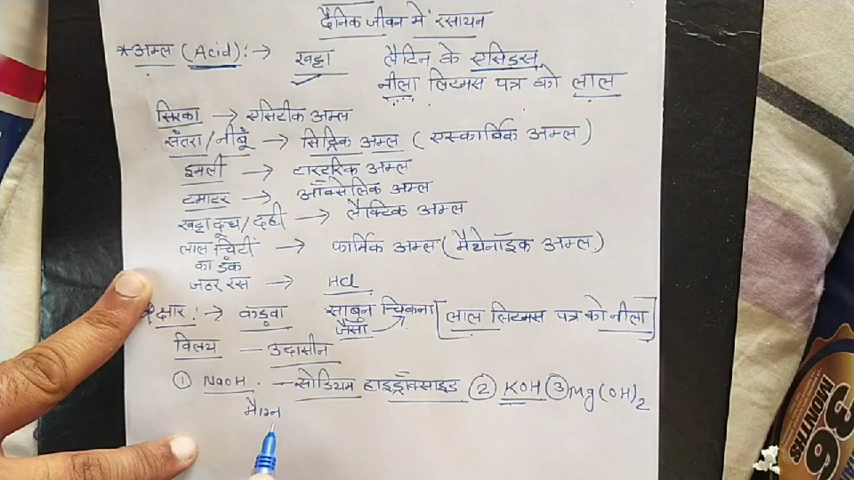 दैनिक जीवन में रसायन
*अम्ल (Acid):→ खट्टा लैटिन के एसिड्स
नीला लिटमस पत्र को लाल
सिरका → एसिटीक अम्ल
संतरा/नींबू → सिट्रिक अम्ल (एस्कार्बिक अम्ल)
इमली → टारटरिक अम्ल
टमाटर → ऑक्सेलिक अम्ल
खट्टा दूध/दही → लैक्टिक अम्ल
लाल चिटीं → फार्मिक अम्ल (मैथेनॉइक अम्ल)
का डंक
जठर रस → HCl
*क्षार :→ कड़वा साबुन चिकना [लाल लिटमस पत्र को नीला]
जैसा
विलय — उदासीन
① NaOH. — सोडियम हाइड्रॉक्साइड ② KOH ③ Mg(OH)2
मैग्न
36
MONTHS